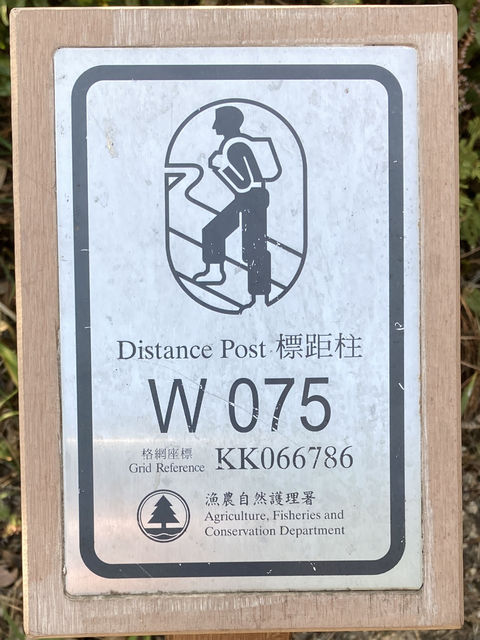 Distance Post 標距柱
W 075
格網座標
Grid Reference KK066786
漁農自然護理署
Agriculture, Fisheries and
Conservation Department